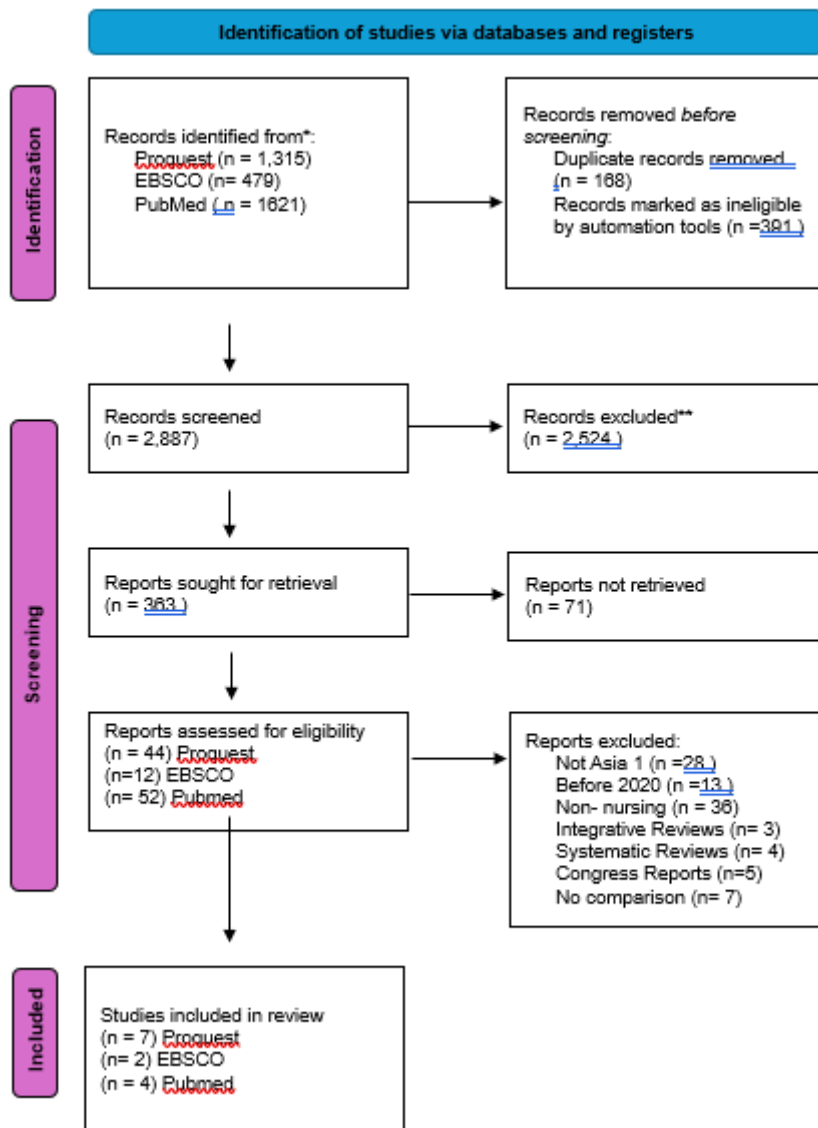 Identification of studies via databases and registers
Identification
Records identified from*:
Proquest (n = 1,315)
EBSCO (n= 479)
PubMed ( n = 1621)
Records removed before
screening:
Duplicate records removed
(n = 168)
Records marked as ineligible
by automation tools (n =391 )
Screening
Records screened
(n = 2,887)
Records excluded**
(n = 2,524 )
Reports sought for retrieval
(n = 363 )
Reports not retrieved
(n = 71)
Reports assessed for eligibility
(n = 44) Proquest
(n=12) EBSCO
(n= 52) Pubmed
Reports excluded:
Not Asia 1 (n =28 )
Before 2020 (n =13 )
Non- nursing (n = 36)
Integrative Reviews (n= 3)
Systematic Reviews (n= 4)
Congress Reports (n=5)
No comparison (n= 7)
Included
Studies included in review
(n = 7) Proquest
(n= 2) EBSCO
(n = 4) Pubmed